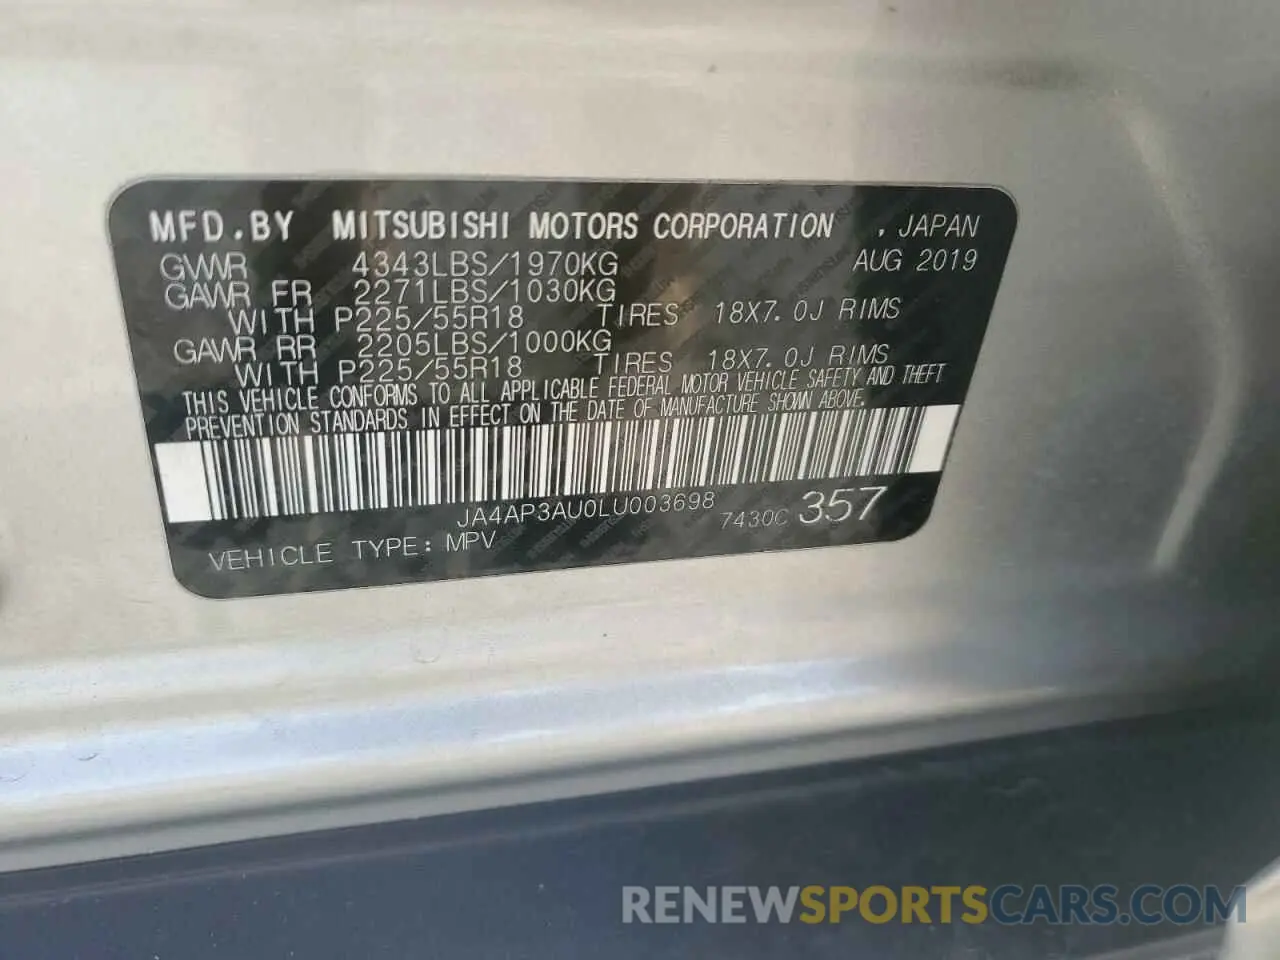 MFD.BY MITSUBISHI MOTORS CORPORATION , JAPAN
GVWR 4343LBS/1970KG AUG 2019
GAWR FR 2271LBS/1030KG
WITH P225/55R18 TIRES 18X7.0J RIMS
GAWR RR 2205LBS/1000KG
WITH P225/55R18 TIRES 18X7.0J RIMS
THIS VEHICLE CONFORMS TO ALL APPLICABLE FEDERAL MOTOR VEHICLE SAFETY AND THEFT
PREVENTION STANDARDS IN EFFECT ON THE DATE OF MANUFACTURE SHOWN ABOVE.
JA4AP3AU0LU003698 7430C 357
VEHICLE TYPE: MPV
RENEWSPORTSCARS.COM